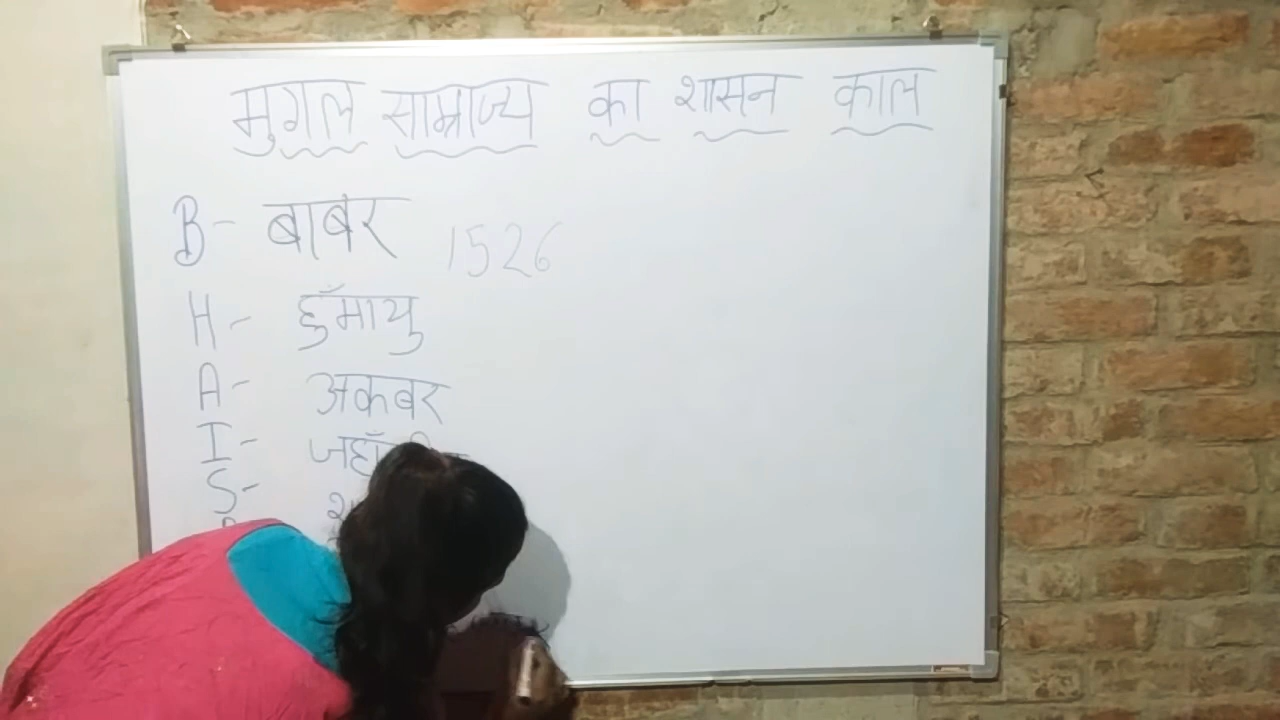 मुगल साम्राज्य का शासन काल
B- बाबर 1526
H- हुँमायु
A- अकबर
I-
S-